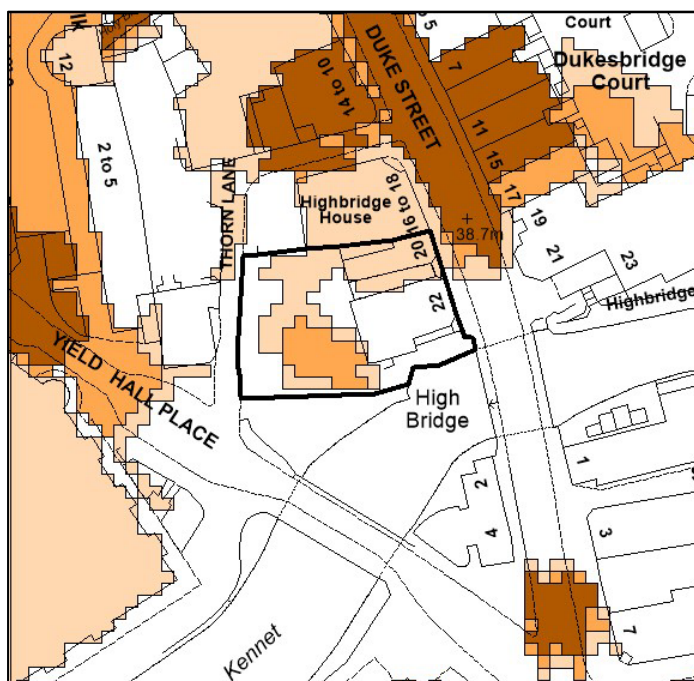 12
2 to 5
14 to 10
DUKE STREET
to 5
Court
Dukesbridge
Court
7
11
15
17
19
21
23
THORN LANE
Highbridge
House
16 to 18
20
22
38.7m
Highbridge
YIELD HALL PLACE
High
Bridge
2
4
1
3
7
Kennet